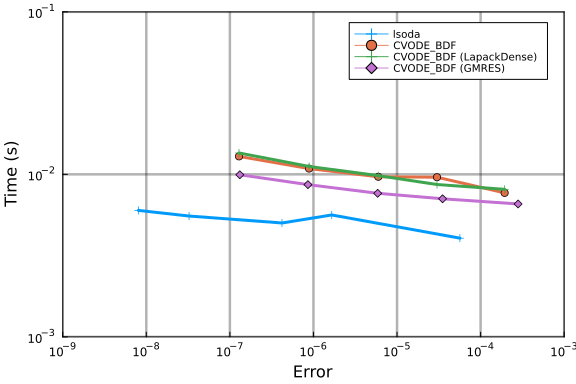 10⁻¹
lsoda
CVODE_BDF
CVODE_BDF (LapackDense)
CVODE_BDF (GMRES)
Time (s)
10⁻²
10⁻³
10⁻⁹ 10⁻⁸ 10⁻⁷ 10⁻⁶ 10⁻⁵ 10⁻⁴ 10⁻³
Error